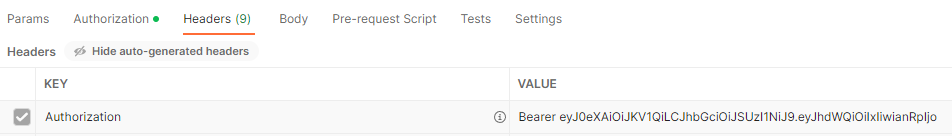 Params Authorization Headers (9) Body Pre-request Script Tests Settings
Headers Hide auto-generated headers
KEY VALUE
Authorization Bearer eyJ0eXAiOiJKV1QiLCJhbGciOiJSUzI1NiJ9.eyJhdWQiOiIxIiwianRpIjo